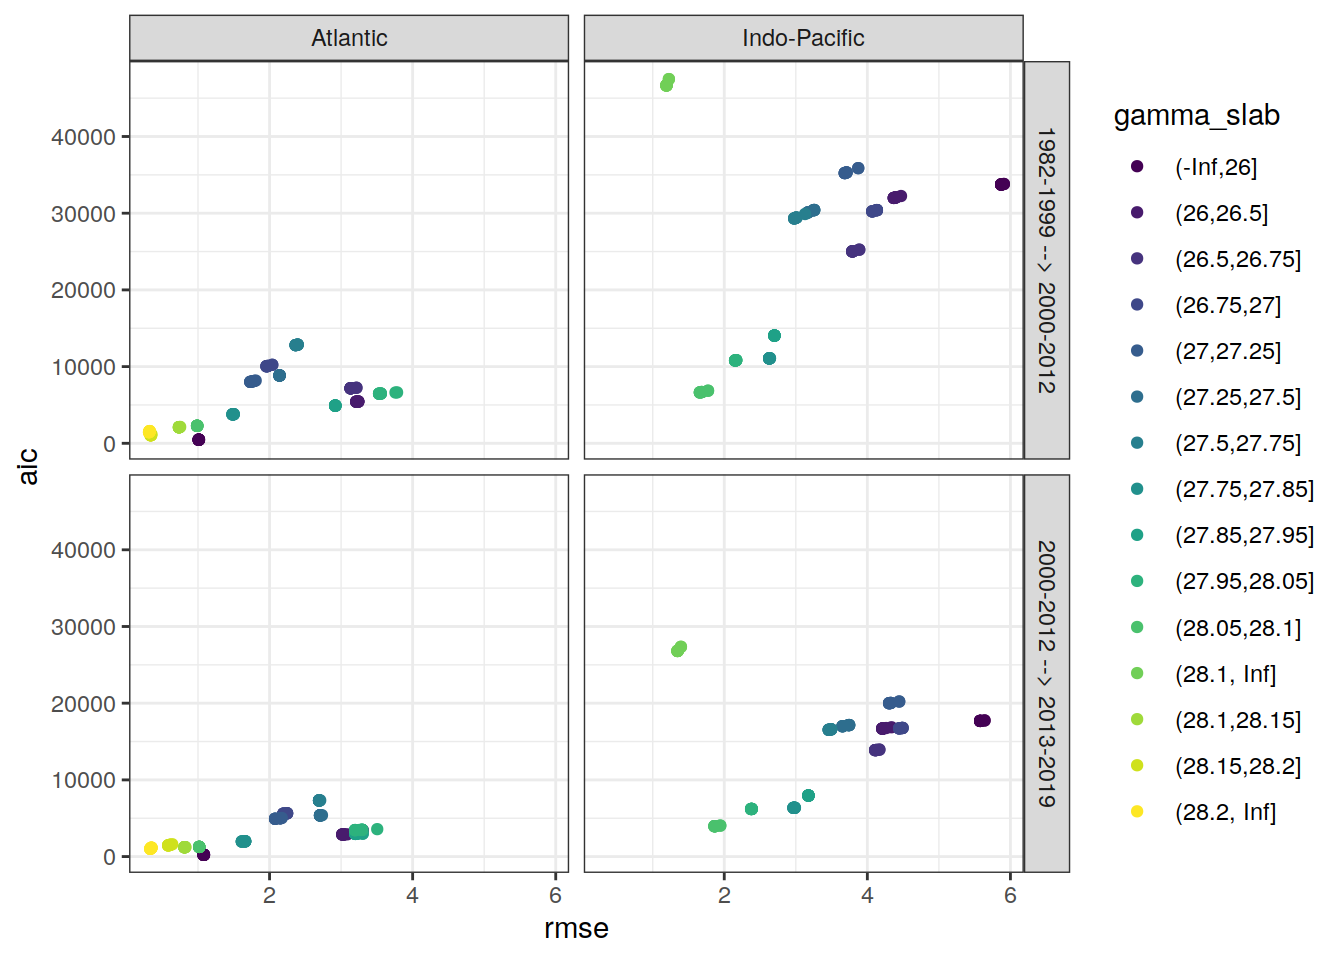 Atlantic
Indo-Pacific
40000
30000
20000
10000
0
1982-1999 --> 2000-2012
aic
40000
30000
20000
10000
0
2000-2012 --> 2013-2019
2
4
6
2
4
6
rmse
gamma_slab
(-Inf,26]
(26,26.5]
(26.5,26.75]
(26.75,27]
(27,27.25]
(27.25,27.5]
(27.5,27.75]
(27.75,27.85]
(27.85,27.95]
(27.95,28.05]
(28.05,28.1]
(28.1, Inf]
(28.1,28.15]
(28.15,28.2]
(28.2, Inf]